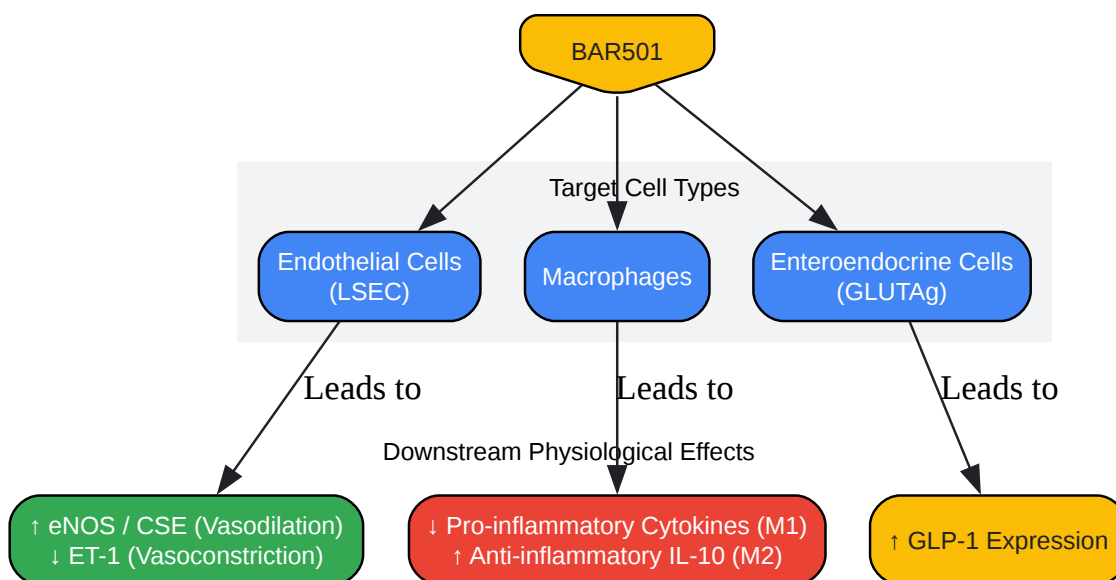 BAR501
Target Cell Types
Endothelial Cells
(LSEC)
Macrophages
Enteroendocrine Cells
(GLUTAg)
Leads to
Leads to
Leads to
Downstream Physiological Effects
↑ eNOS / CSE (Vasodilation)
↓ ET-1 (Vasoconstriction)
↓ Pro-inflammatory Cytokines (M1)
↑ Anti-inflammatory IL-10 (M2)
↑ GLP-1 Expression